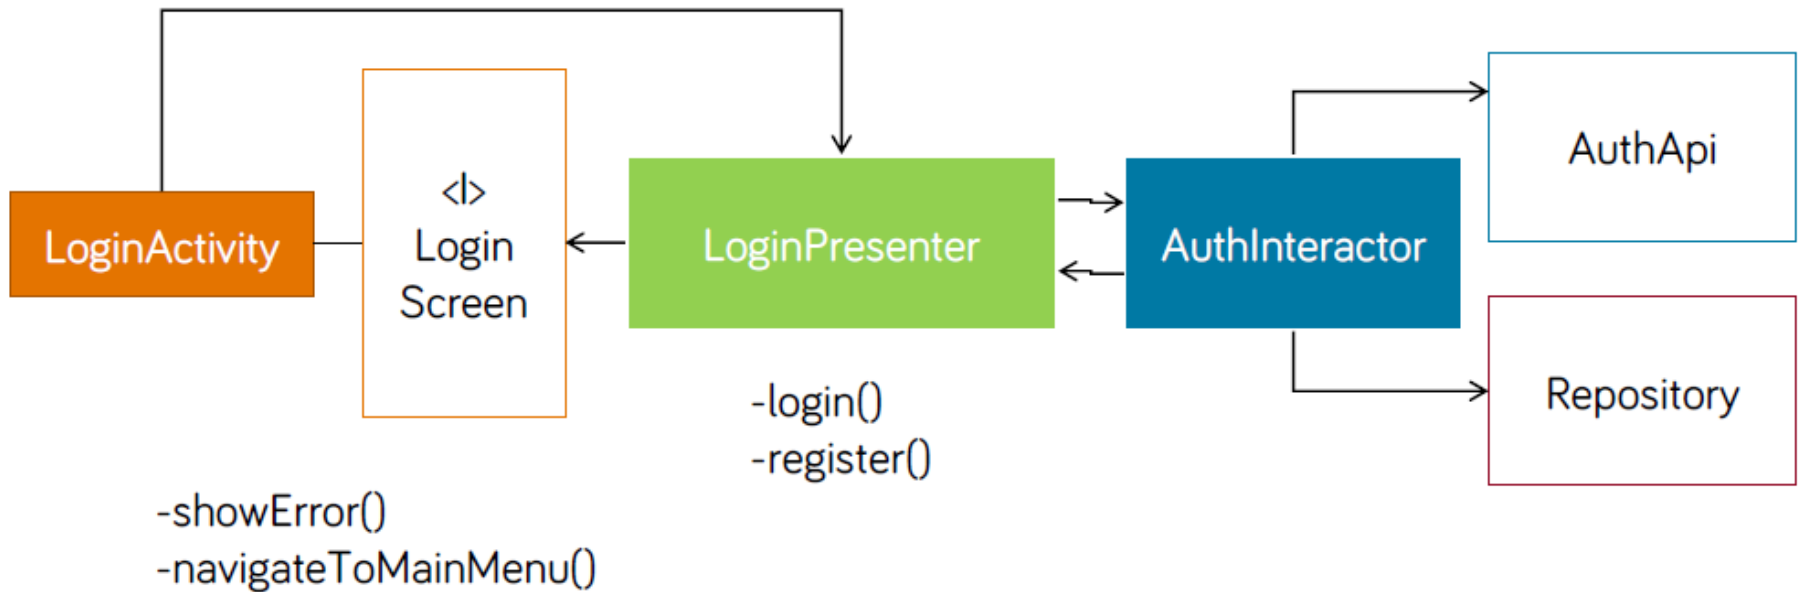 LoginActivity
<I>
Login
Screen
LoginPresenter
AuthInteractor
AuthApi
Repository
-login()
-register()
-showError()
-navigateToMainMenu()